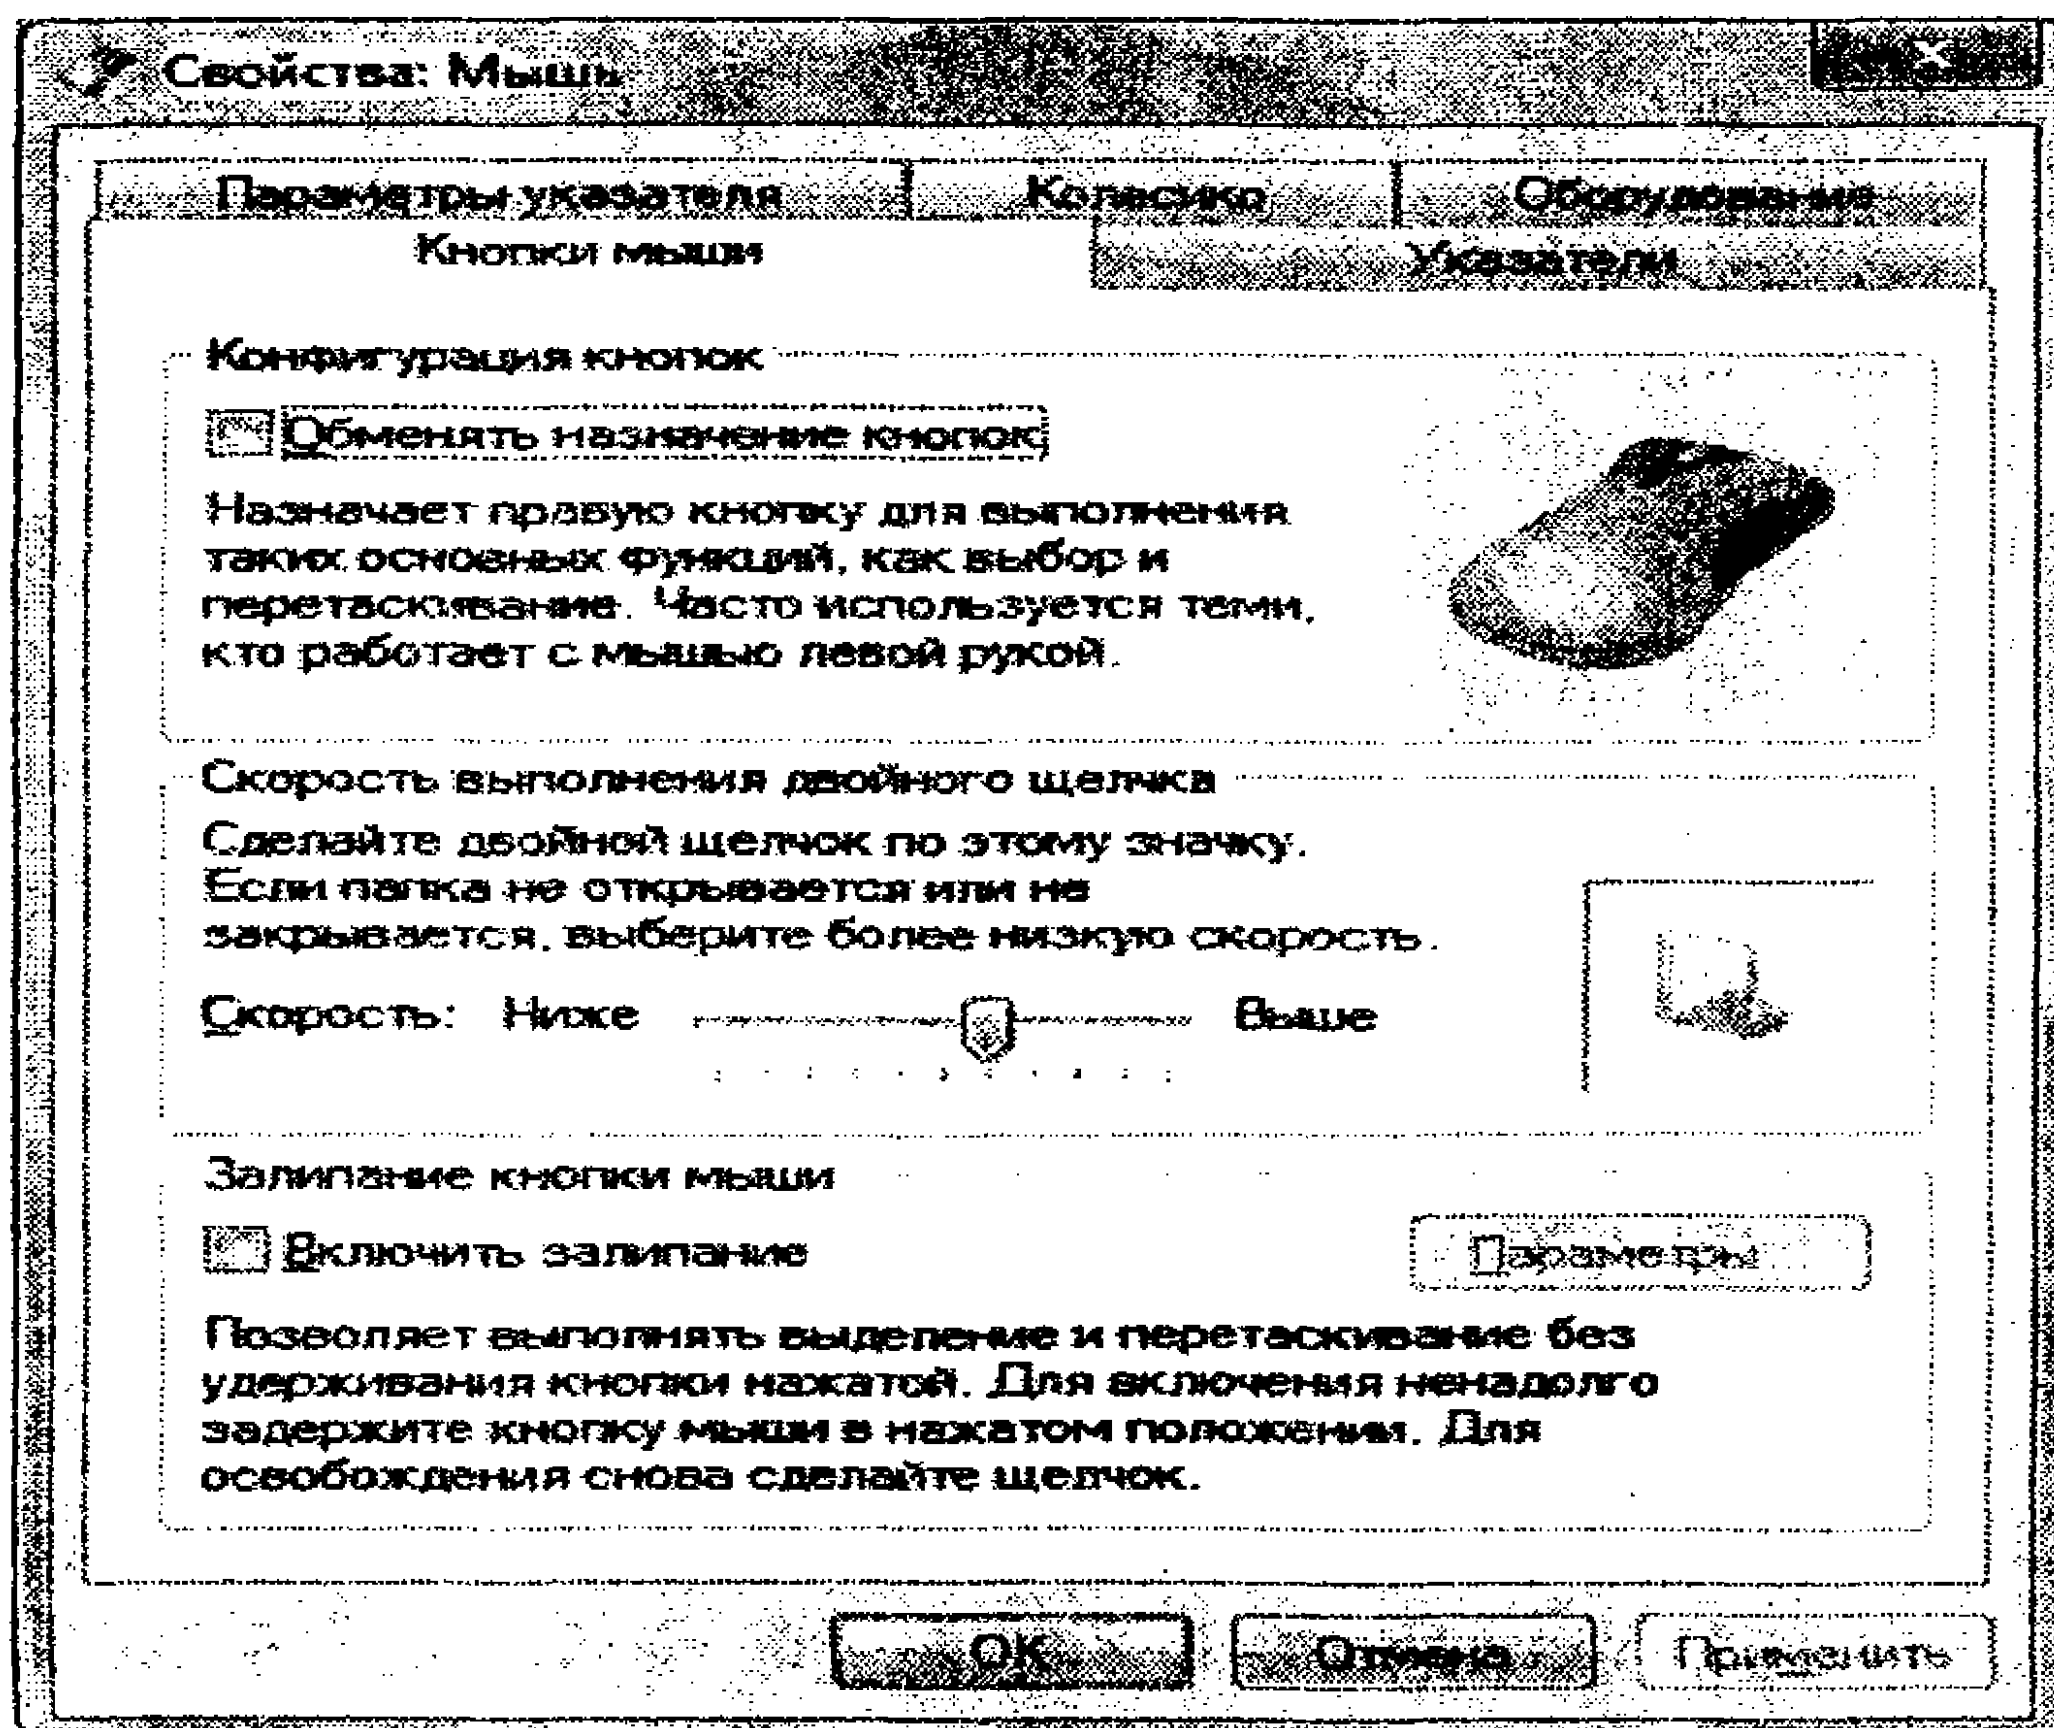 Свойства: Мышь
Параметры указателя Колесико Оборудование
Кнопки мыши Указатели
Конфигурация кнопок
Обменять назначение кнопок
Назначает правую кнопку для выполнения
таких основных функций, как выбор и
перетаскивание. Часто используется теми,
кто работает с мышью левой рукой.
Скорость выполнения двойного щелчка
Сделайте двойной щелчок по этому значку.
Если папка не открывается или не
закрывается, выберите более низкую скорость.
Скорость: Ниже Выше
Залипание кнопки мыши
Включить залипание Параметры
Позволяет выполнять выделение и перетаскивание без
удерживания кнопки нажатой. Для включения ненадолго
задержите кнопку мыши в нажатом положении. Для
освобождения снова сделайте щелчок.
ОК Отмена Применить